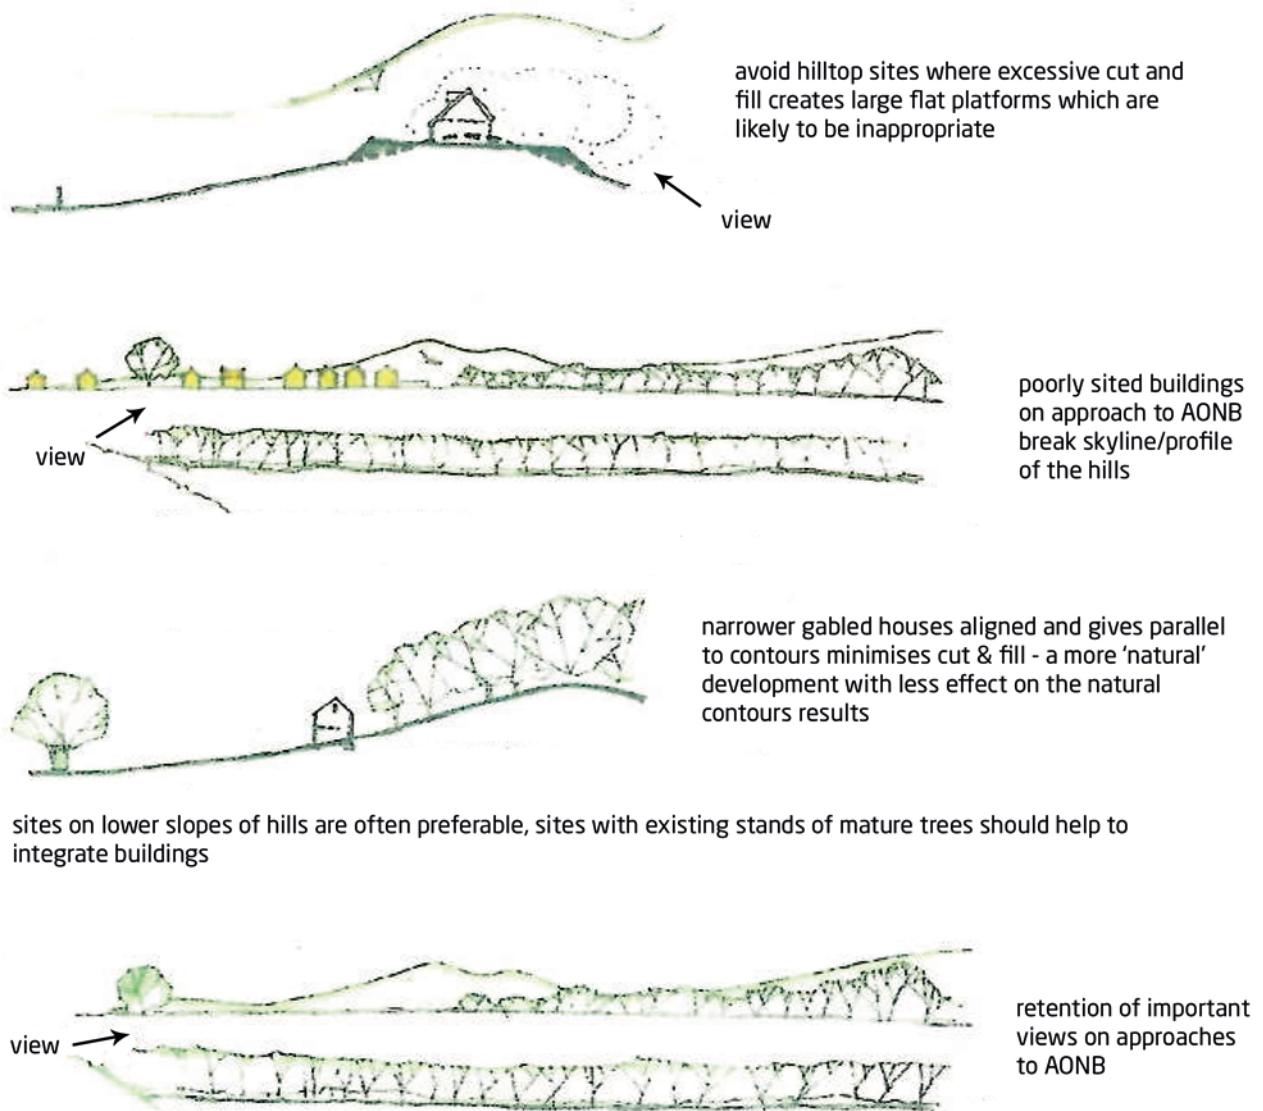 avoid hilltop sites where excessive cut and
fill creates large flat platforms which are
likely to be inappropriate
view
poorly sited buildings
on approach to AONB
break skyline/profile
of the hills
view
narrower gabled houses aligned and gives parallel
to contours minimises cut & fill - a more ‘natural’
development with less effect on the natural
contours results
sites on lower slopes of hills are often preferable, sites with existing stands of mature trees should help to
integrate buildings
retention of important
views on approaches
to AONB
view